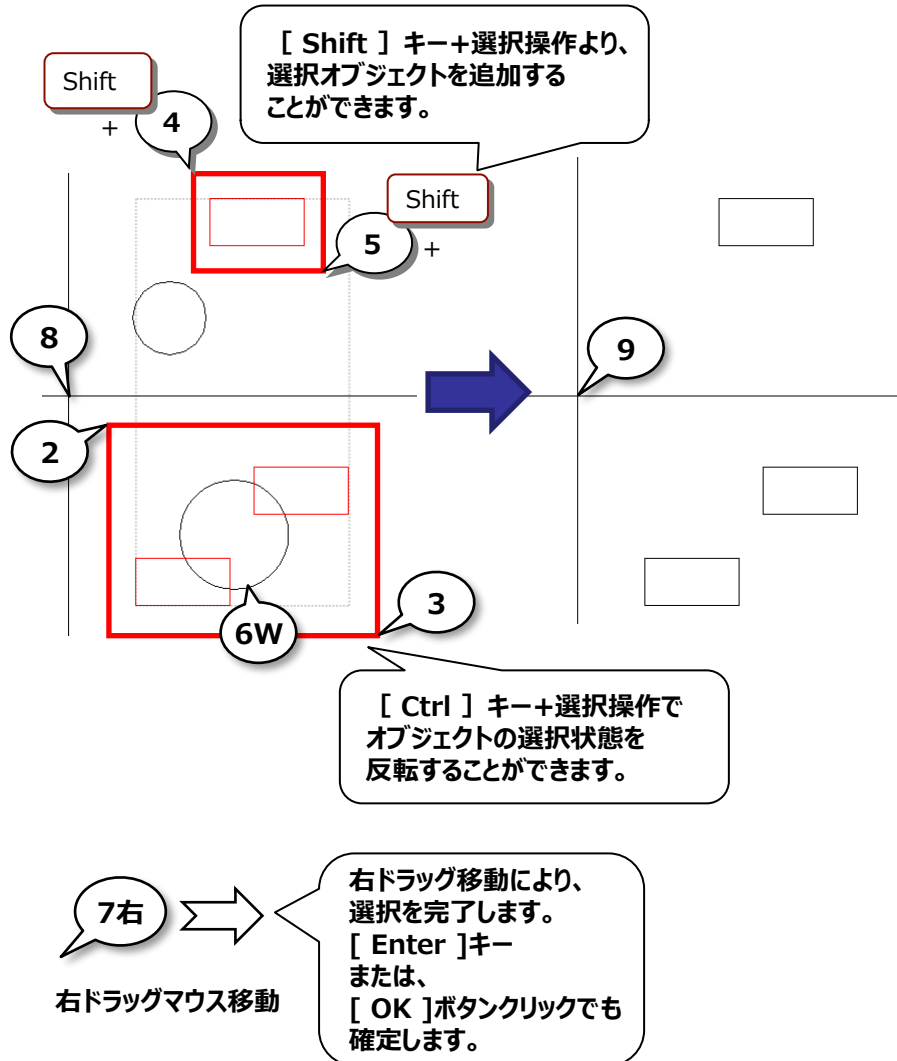 [ Shift ] キー+選択操作より、
選択オブジェクトを追加する
ことができます。
Shift
+
4
Shift
5
+
8
9
2
3
6W
[ Ctrl ] キー+選択操作で
オブジェクトの選択状態を
反転することができます。
7右
右ドラッグマウス移動
右ドラッグ移動により、
選択を完了します。
[ Enter ]キー
または、
[ OK ]ボタンクリックでも
確定します。